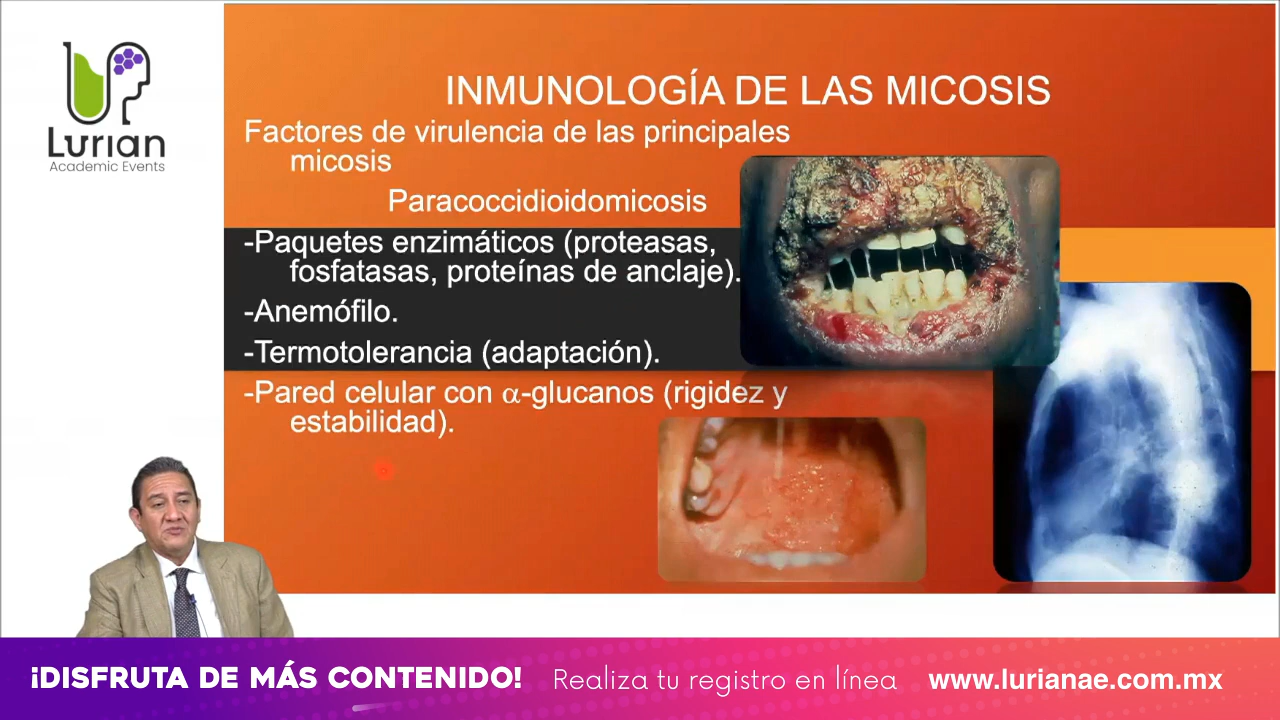 Lurian
Academic Events
INMUNOLOGÍA DE LAS MICOSIS
Factores de virulencia de las principales
micosis
Paracoccidioidomicosis
-Paquetes enzimáticos (proteasas,
fosfatasas, proteínas de anclaje).
-Anemófilo.
-Termotolerancia (adaptación).
-Pared celular con α-glucanos (rigidez y
estabilidad).
¡DISFRUTA DE MÁS CONTENIDO! Realiza tu registro en línea www.lurianae.com.mx